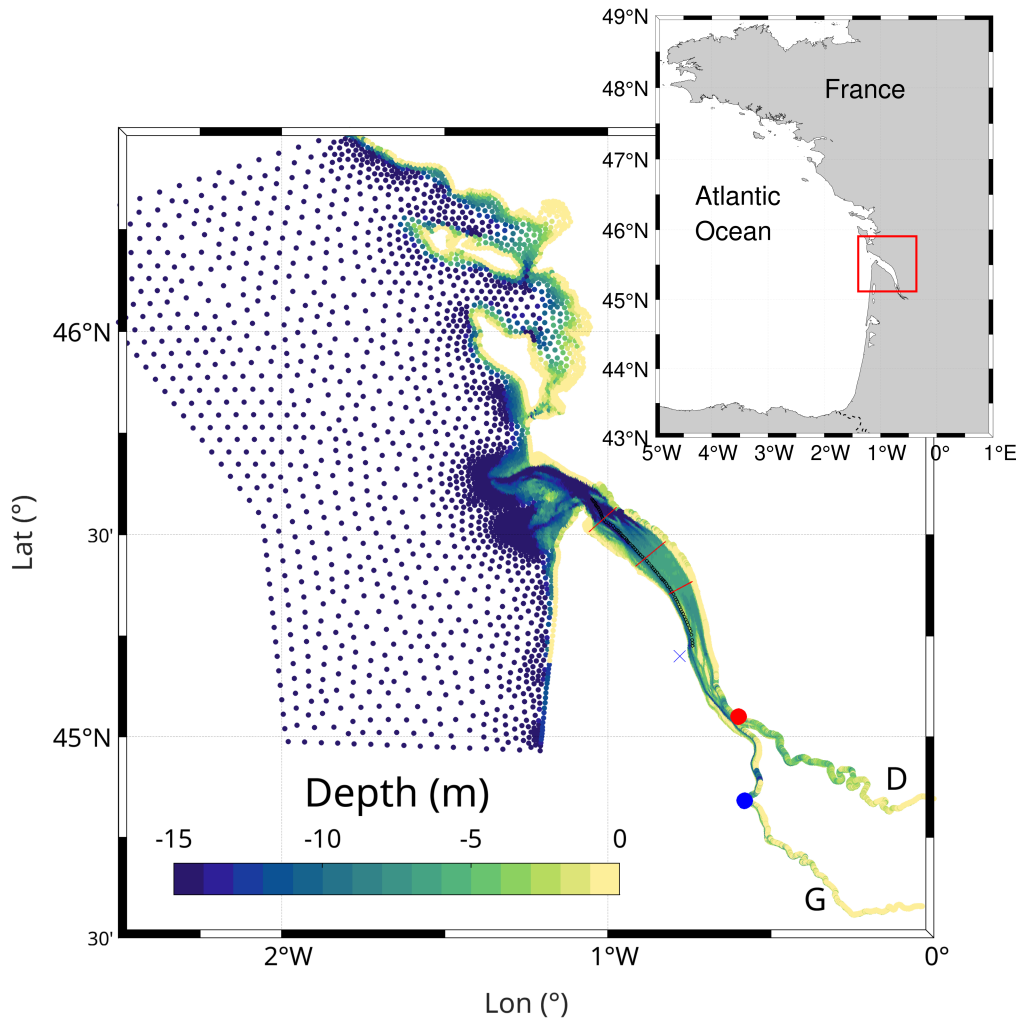 49°N
48°N
47°N
46°N
45°N
44°N
43°N
5°W 4°W 3°W 2°W 1°W 0° 1°E
France
Atlantic
Ocean
46°N
30'
45°N
30'
Lat (°)
Depth (m)
-15 -10 -5 0
D
G
2°W 1°W 0°
Lon (°)